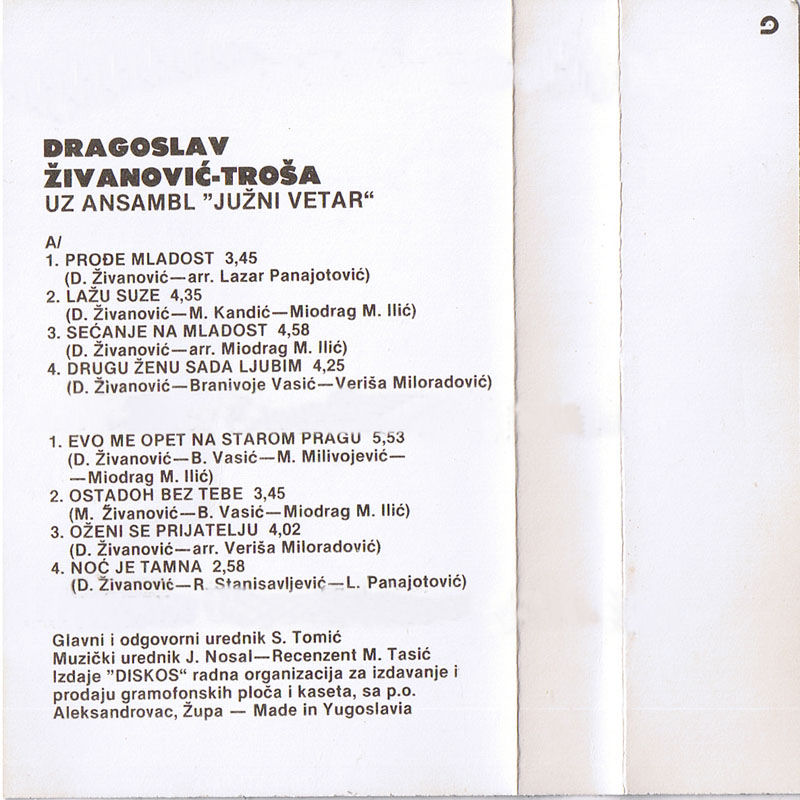 DRAGOSLAV
ŽIVANOVIĆ-TROŠA
UZ ANSAMBL ”JUŽNI VETAR“
A/
1. PROĐE MLADOST 3,45
(D. Živanović—arr. Lazar Panajotović)
2. LAŽU SUZE 4,35
(D. Živanović—M. Kandić—Miodrag M. Ilić)
3. SEĆANJE NA MLADOST 4,58
(D. Živanović—arr. Miodrag M. Ilić)
4. DRUGU ŽENU SADA LJUBIM 4,25
(D. Živanović—Branivoje Vasić—Veriša Miloradović)
1. EVO ME OPET NA STAROM PRAGU 5,53
(D. Živanović—B. Vasić—M. Milivojević—
—Miodrag M. Ilić)
2. OSTADOH BEZ TEBE 3,45
(M. Živanović—B. Vasić—Miodrag M. Ilić)
3. OŽENI SE PRIJATELJU 4,02
(D. Živanović—arr. Veriša Miloradović)
4. NOĆ JE TAMNA 2,58
(D. Živanović—R. Stanisavljević—L. Panajotović)
Glavni i odgovorni urednik S. Tomić
Muzički urednik J. Nosal—Recenzent M. Tasić
Izdaje ”DISKOS“ radna organizacija za izdavanje i
prodaju gramofonskih ploča i kaseta, sa p.o.
Aleksandrovac, Župa — Made in Yugoslavia